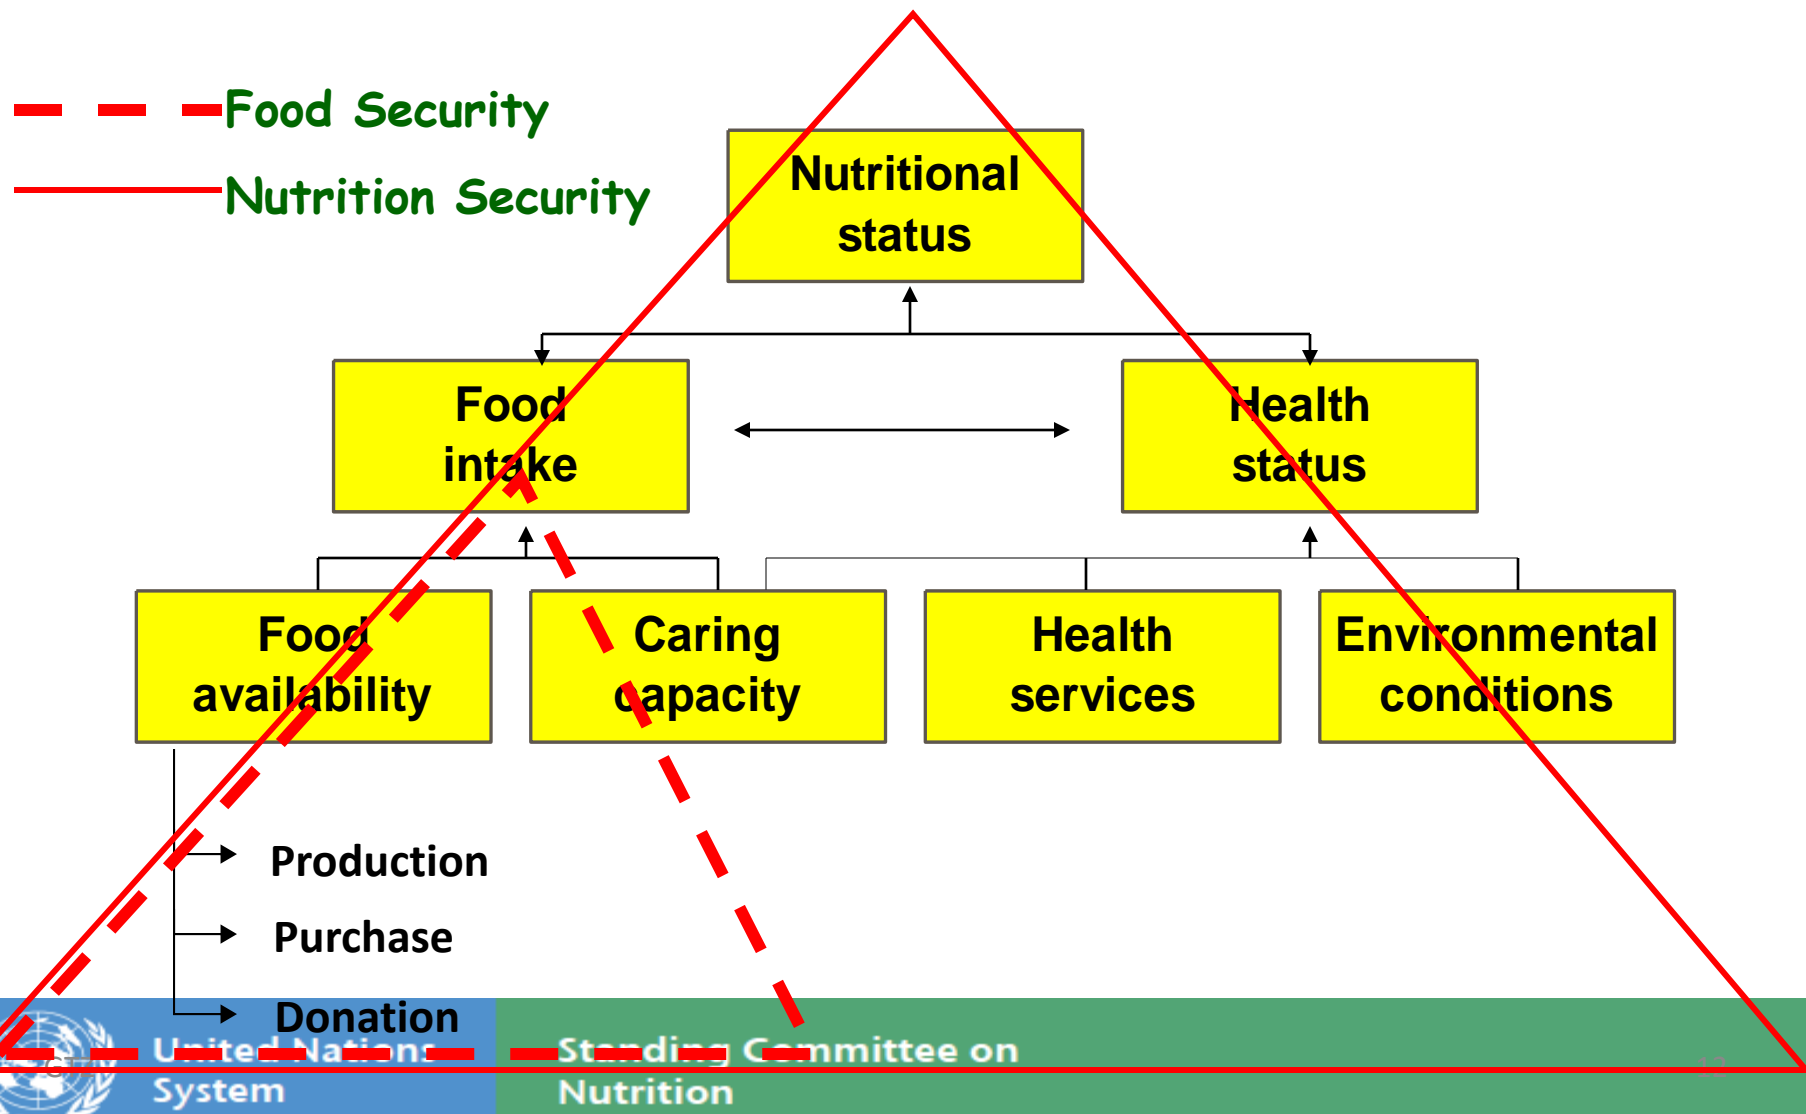 Food Security
Nutrition Security
Nutritional
status
Food
intake
Health
status
Food
availability
Caring
capacity
Health
services
Environmental
conditions
Production
Purchase
Donation
United Nations
System
Standing Committee on
Nutrition